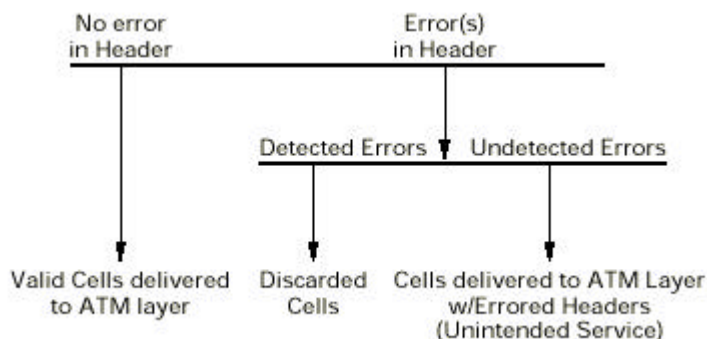 No error
in Header
Error(s)
in Header
Detected Errors
Undetected Errors
Valid Cells delivered
to ATM layer
Discarded
Cells
Cells delivered to ATM Layer
w/Errored Headers
(Unintended Service)